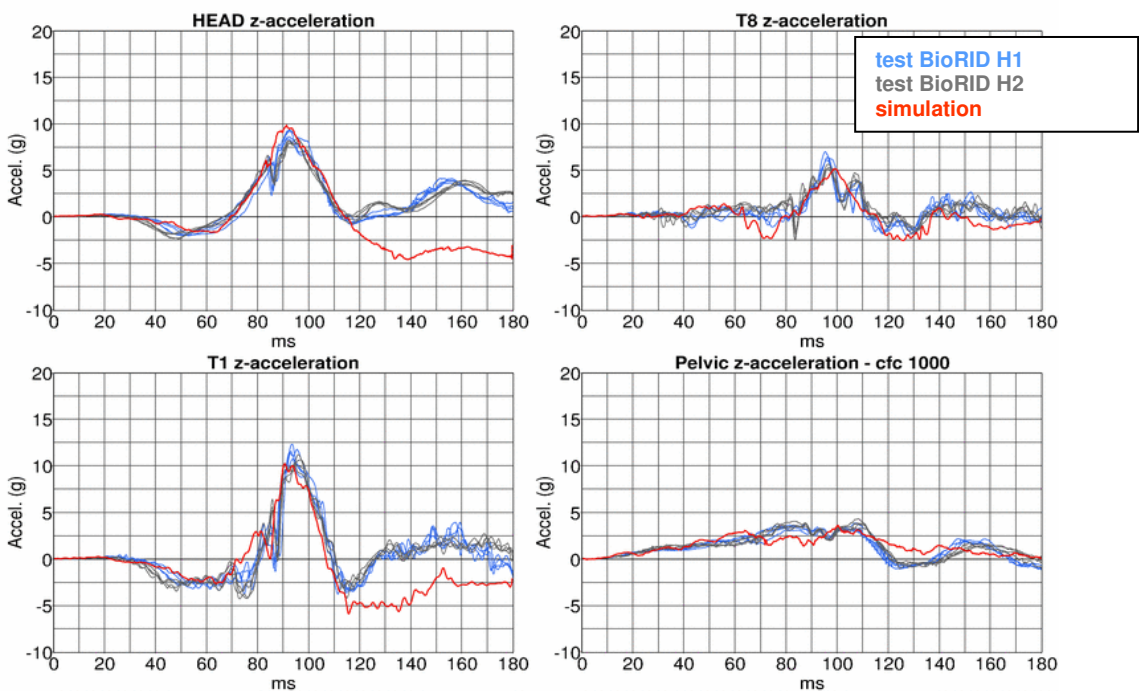 HEAD z-acceleration
20
15
10
5
0
-5
-10
Accel. (g)
0 20 40 60 80 100 120 140 160 180
ms
T8 z-acceleration
20
15
10
5
0
-5
-10
Accel. (g)
0 20 40 60 80 100 120 140 160 180
ms
test BioRID H1
test BioRID H2
simulation
T1 z-acceleration
20
15
10
5
0
-5
-10
Accel. (g)
0 20 40 60 80 100 120 140 160 180
ms
Pelvic z-acceleration - cfc 1000
20
15
10
5
0
-5
-10
Accel. (g)
0 20 40 60 80 100 120 140 160 180
ms